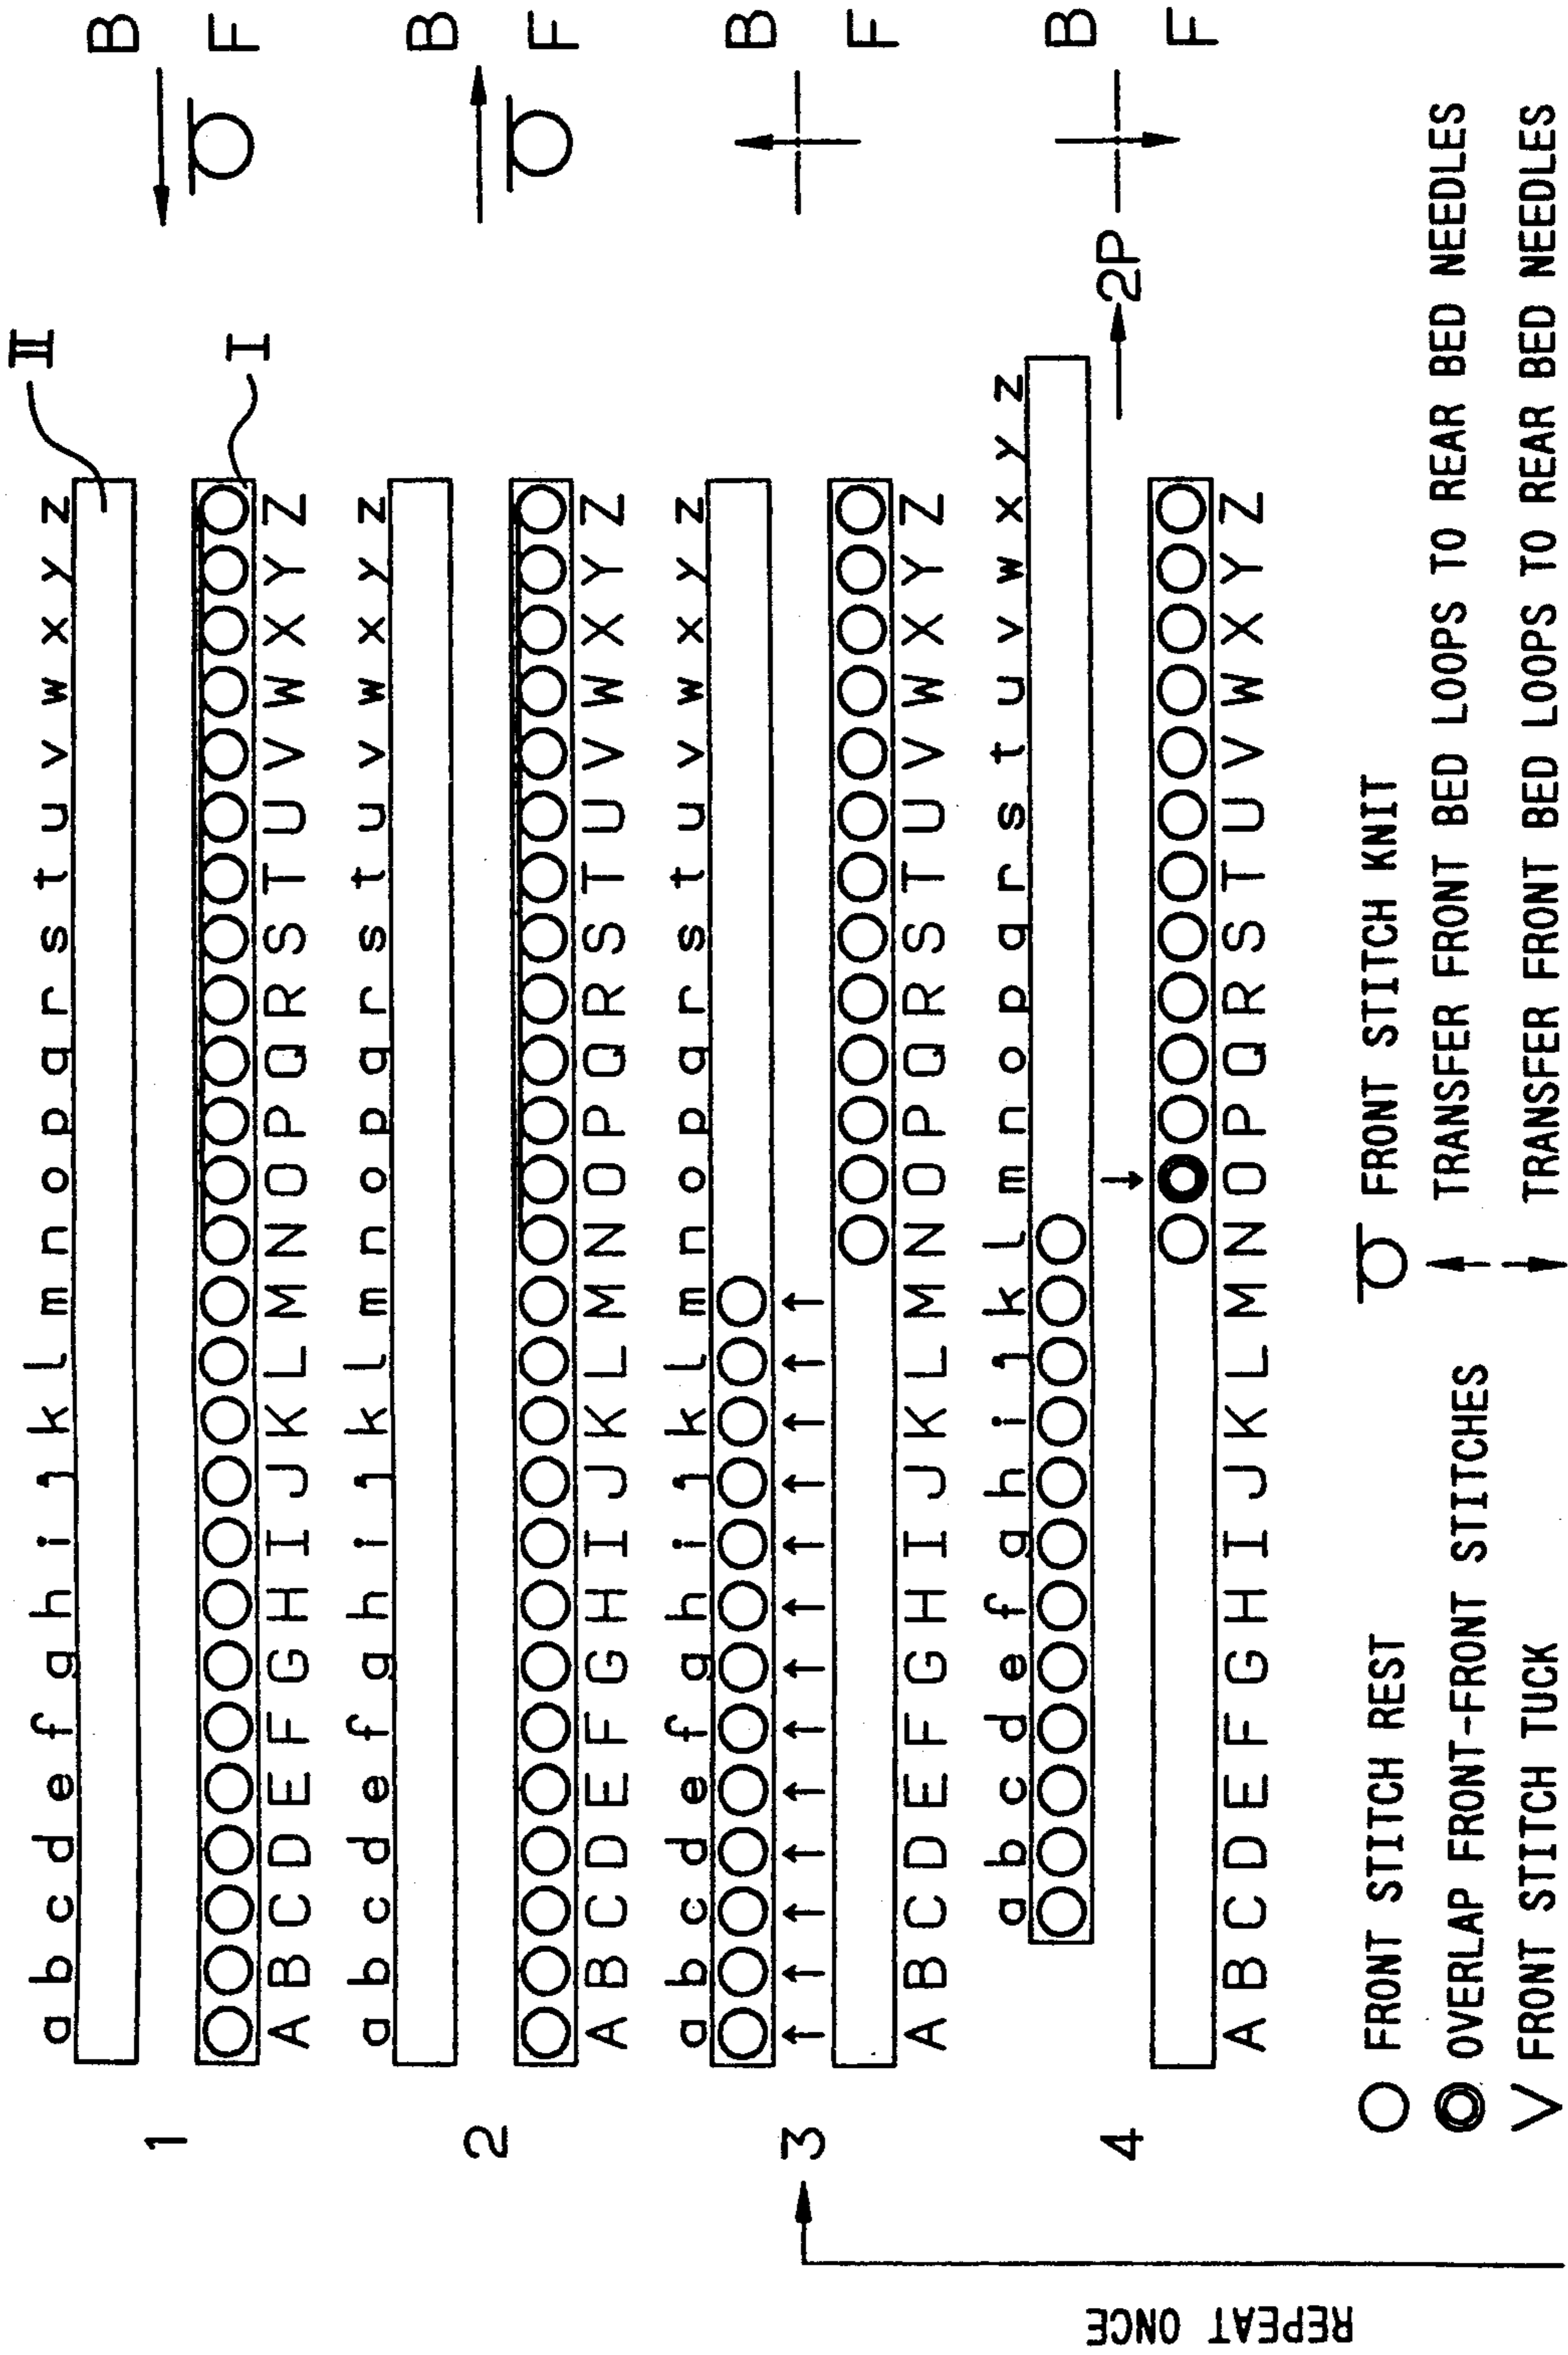 II
a b c d e f g h i j k l m n o p q r s t u v w x y z B
1 I
A B C D E F G H I J K L M N O P Q R S T U V W X Y Z F
a b c d e f g h i j k l m n o p q r s t u v w x y z B
2
A B C D E F G H I J K L M N O P Q R S T U V W X Y Z F
a b c d e f g h i j k l m n o p q r s t u v w x y z B
3
A B C D E F G H I J K L M N O P Q R S T U V W X Y Z F
a b c d e f g h i j k l m n o p q r s t u v w x y z B
4 2P
A B C D E F G H I J K L M N O P Q R S T U V W X Y Z F
REPEAT ONCE
FRONT STITCH REST
OVERLAP FRONT-FRONT STITCHES
V FRONT STITCH TUCK
FRONT STITCH KNIT
TRANSFER FRONT BED LOOPS TO REAR BED NEEDLES
TRANSFER FRONT BED LOOPS TO REAR BED NEEDLES